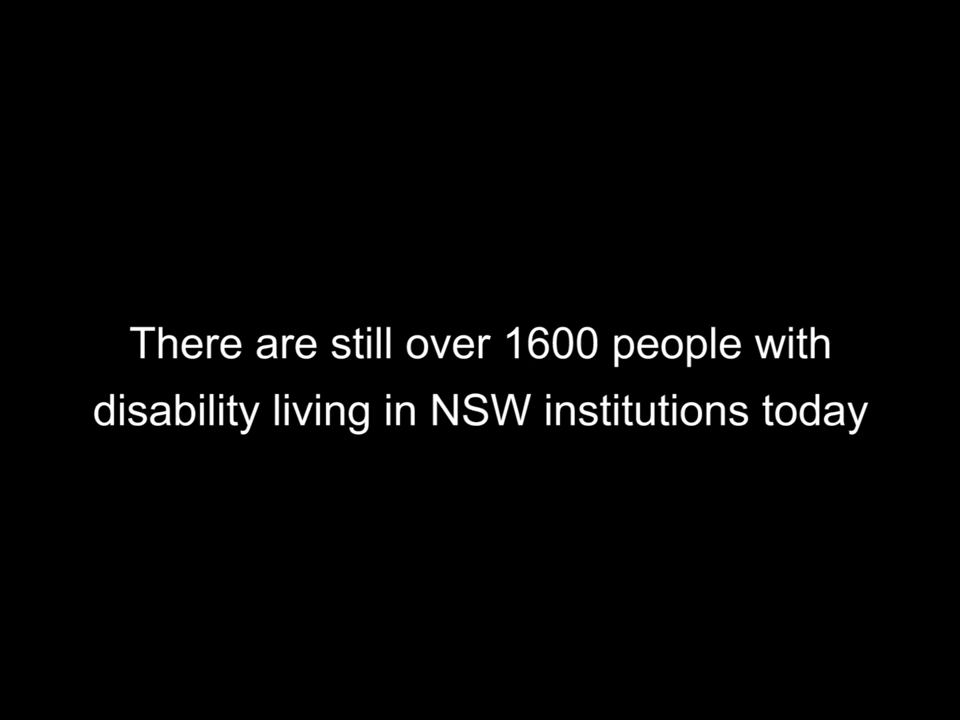 There are still over 1600 people with
disability living in NSW institutions today